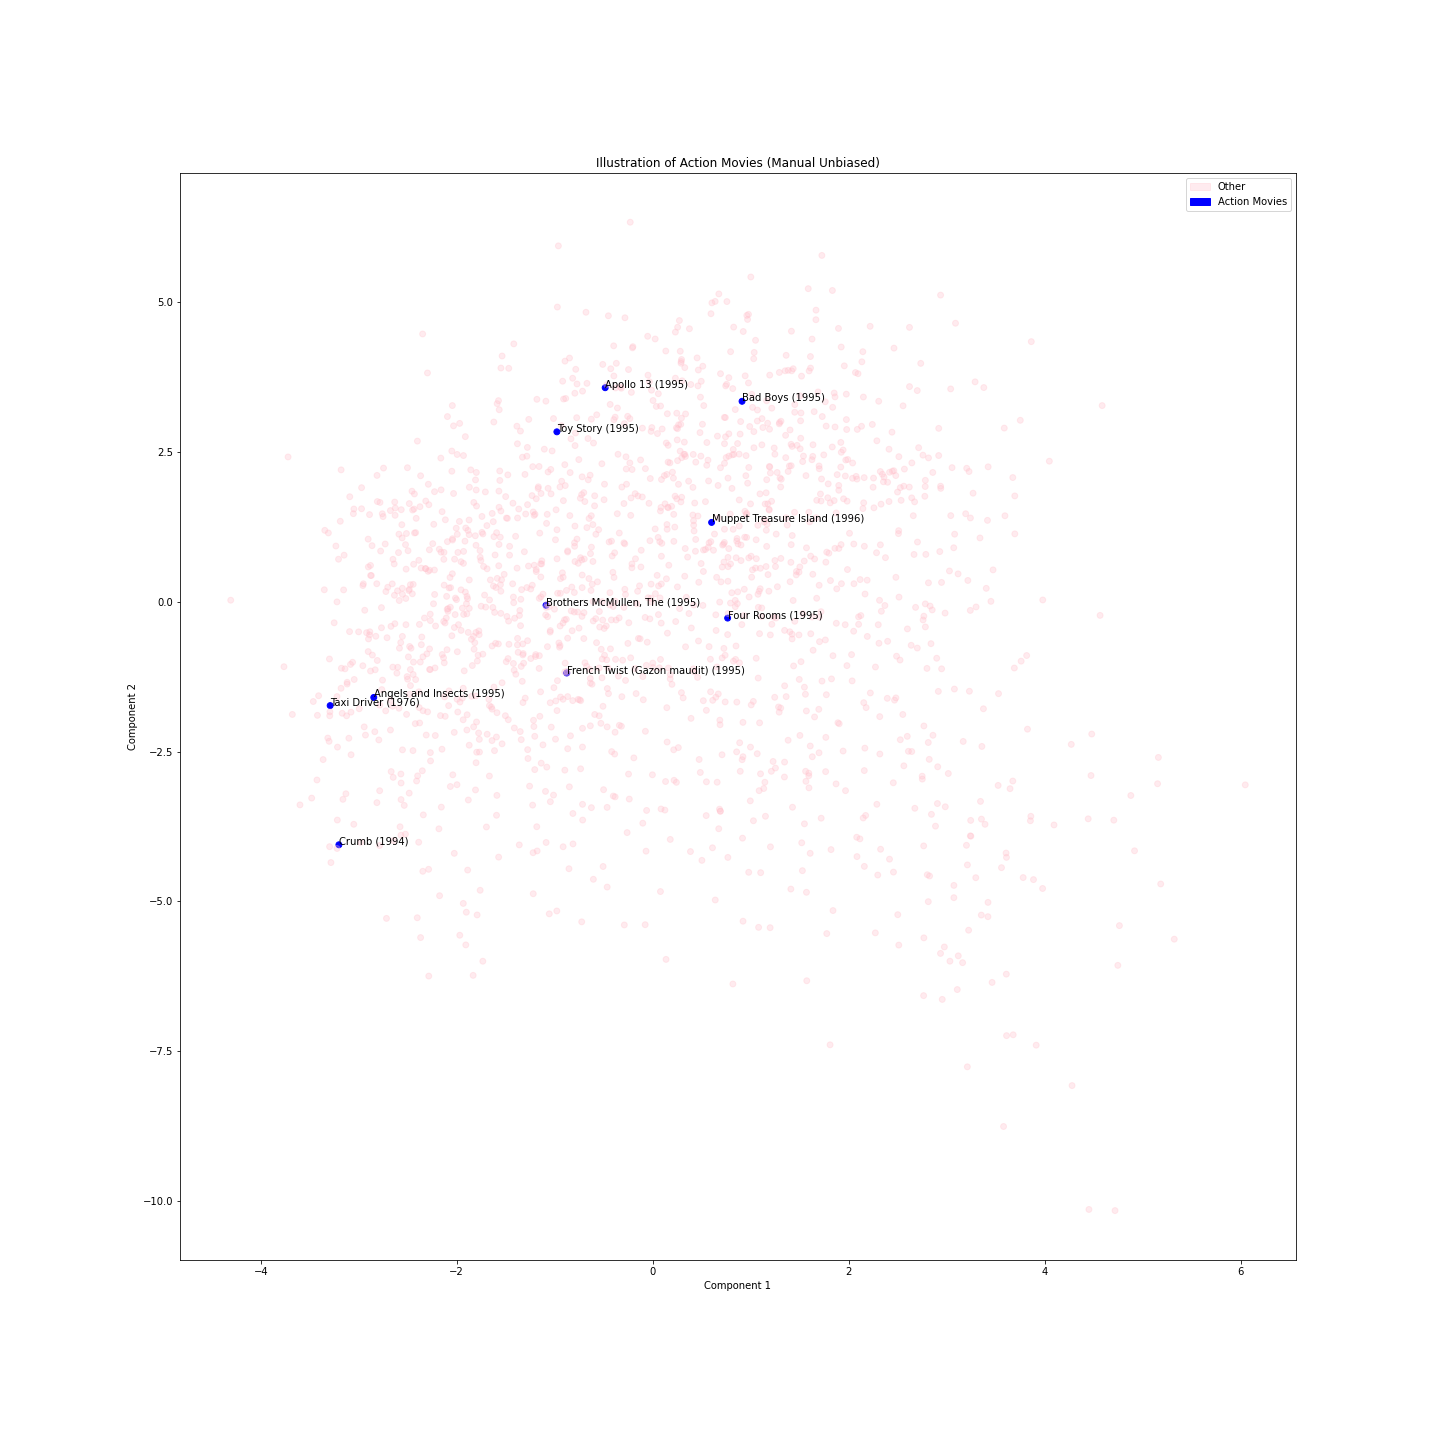 Illustration of Action Movies (Manual Unbiased)
Other
Action Movies
5.0
2.5
0.0
−2.5
−5.0
−7.5
−10.0
Component 2
Apollo 13 (1995)
Bad Boys (1995)
Toy Story (1995)
Muppet Treasure Island (1996)
Brothers McMullen, The (1995)
Four Rooms (1995)
French Twist (Gazon maudit) (1995)
Angels and Insects (1995)
Taxi Driver (1976)
Crumb (1994)
−4
−2
0
2
4
6
Component 1